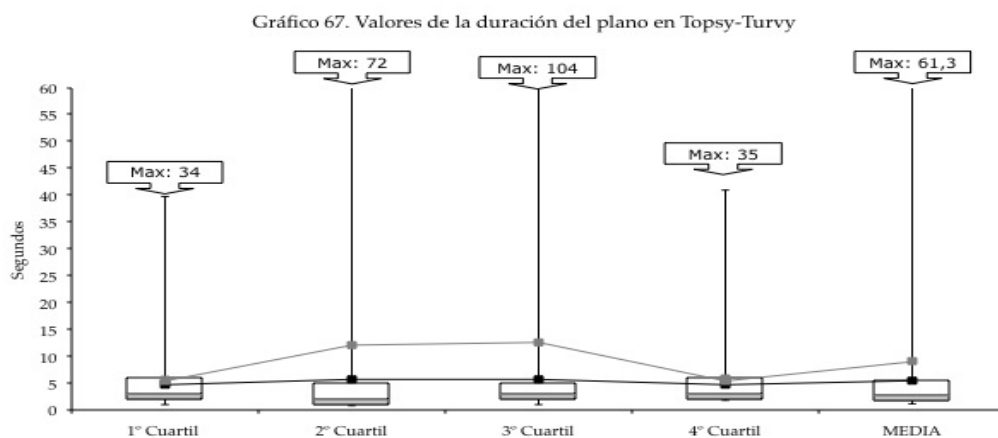 Gráfico 67. Valores de la duración del plano en Topsy-Turvy
Max: 72
Max: 104
Max: 61,3
Max: 34
Max: 35
Segundos
60
55
50
45
40
35
30
25
20
15
10
5
0
1º Cuartil
2º Cuartil
3º Cuartil
4º Cuartil
MEDIA